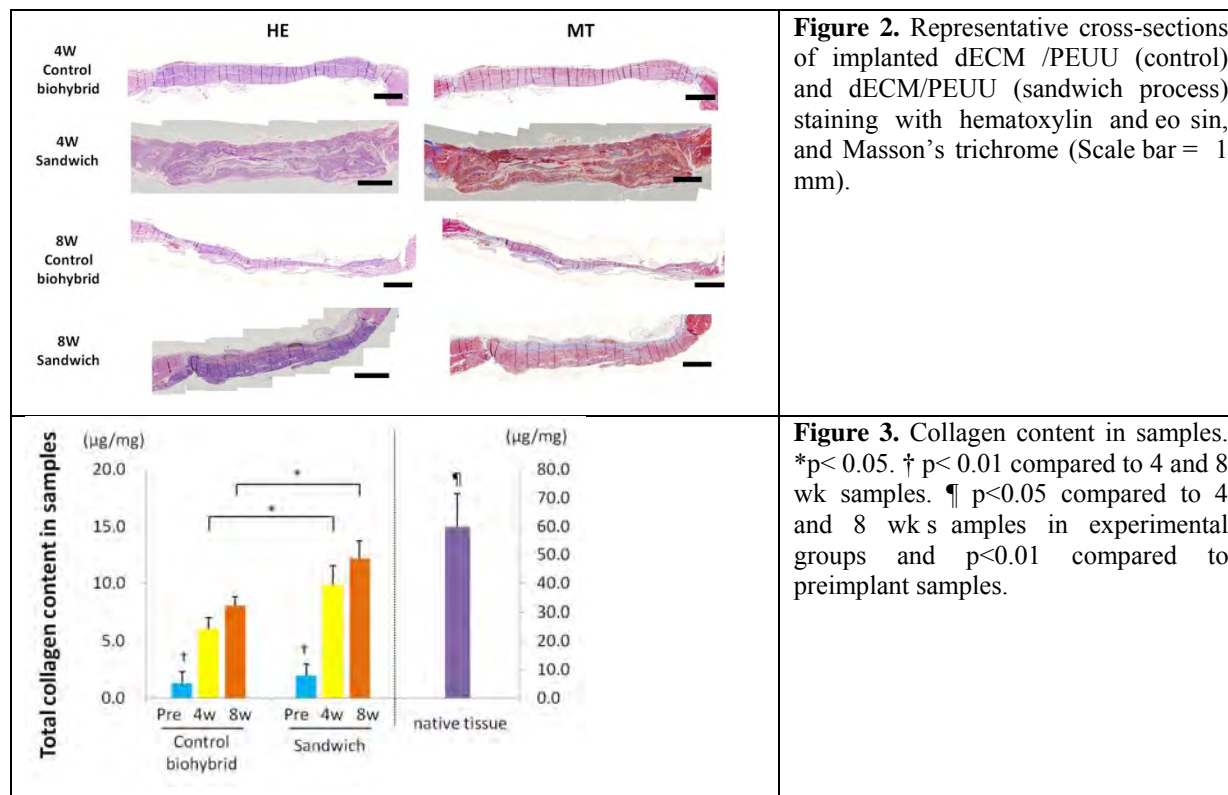 HE
MT
4W
Control
biohybrid
4W
Sandwich
8W
Control
biohybrid
8W
Sandwich
Figure 2. Representative cross-sections
of implanted dECM /PEUU (control)
and dECM/PEUU (sandwich process)
staining with hematoxylin and eo sin,
and Masson's trichrome (Scale bar = 1
mm).
Total collagen content in samples
(µg/mg)
20.0
15.0
10.0
5.0
0.0
*
*
†
†
Pre 4w 8w
Control
biohybrid
Pre 4w 8w
Sandwich
(µg/mg)
80.0
70.0
60.0
50.0
40.0
30.0
20.0
10.0
0.0
¶
native tissue
Figure 3. Collagen content in samples.
*p< 0.05. † p< 0.01 compared to 4 and 8
wk samples. ¶ p<0.05 compared to 4
and 8 wk s amples in experimental
groups and p<0.01 compared to
preimplant samples.